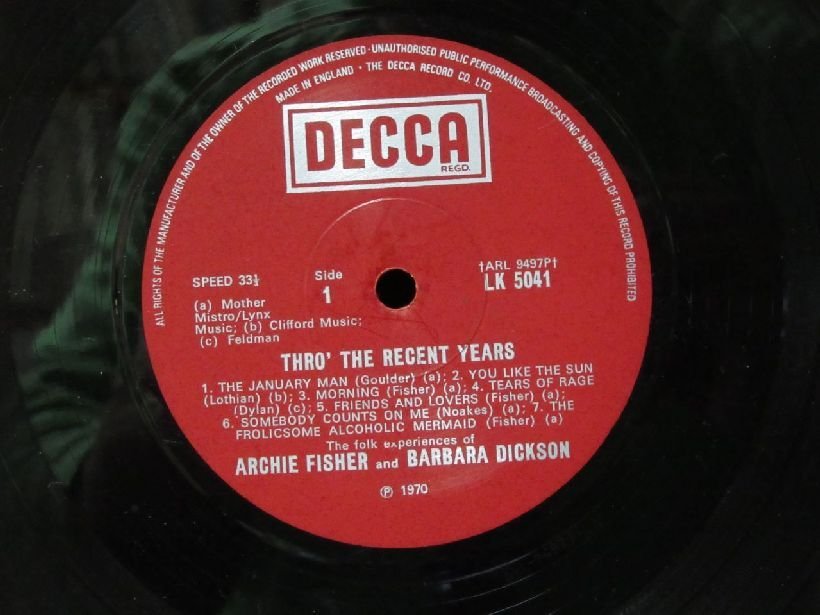 ALL RIGHTS OF THE MANUFACTURER AND OF THE OWNER OF THE RECORDED WORK RESERVED · UNAUTHORISED PUBLIC PERFORMANCE BROADCASTING AND COPYING OF THIS RECORD PROHIBITED
MADE IN ENGLAND · THE DECCA RECORD CO. LTD.
DECCA
REGD.
SPEED 33⅓
Side
1
†ARL 9497P†
LK 5041
(a) Mother
Mistro/Lynx
Music; (b) Clifford Music;
(c) Feldman
THRO' THE RECENT YEARS
1. THE JANUARY MAN (Goulder) (a); 2. YOU LIKE THE SUN
(Lothian) (b); 3. MORNING (Fisher) (a); 4. TEARS OF RAGE
(Dylan) (c); 5. FRIENDS AND LOVERS (Fisher) (a);
6. SOMEBODY COUNTS ON ME (Noakes) (a); 7. THE
FROLICSOME ALCOHOLIC MERMAID (Fisher) (a)
The folk experiences of
ARCHIE FISHER and BARBARA DICKSON
℗ 1970